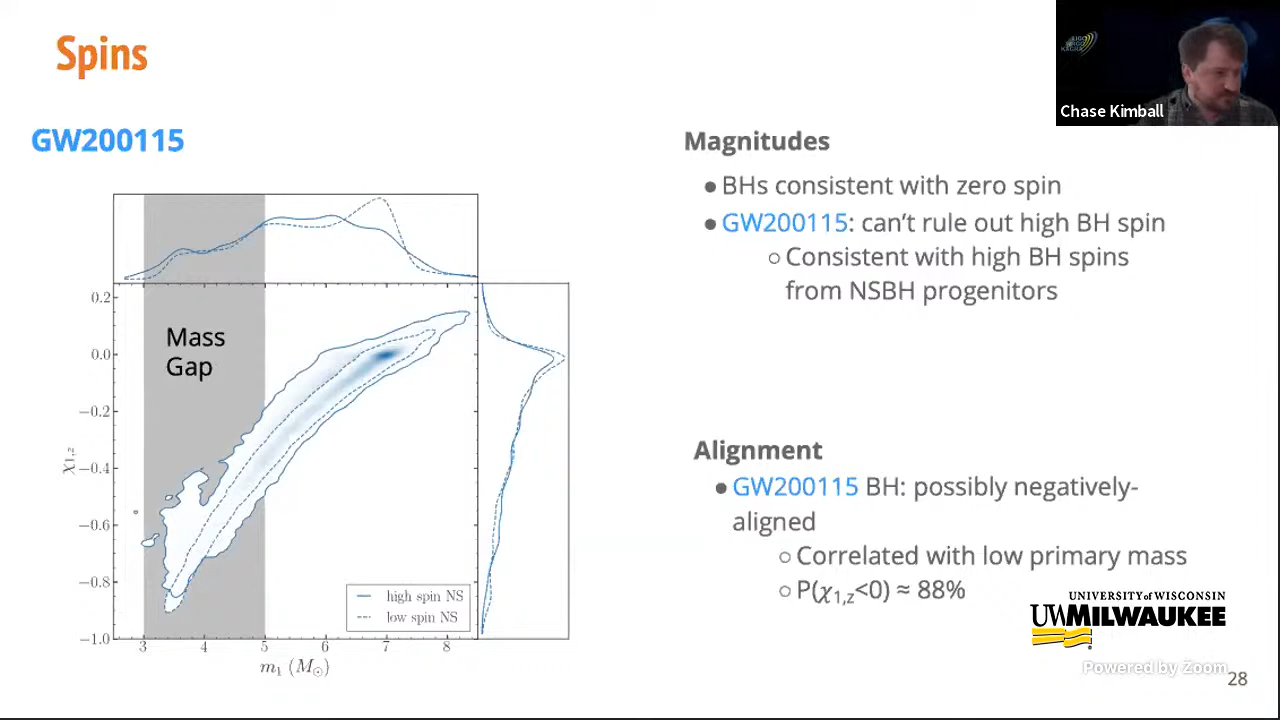 Spins
Chase Kimball
GW200115
Magnitudes
● BHs consistent with zero spin
● GW200115: can’t rule out high BH spin
○ Consistent with high BH spins
from NSBH progenitors
Mass
Gap
0.2
0.0
−0.2
−0.4
−0.6
−0.8
−1.0
χ1,z
3 4 5 6 7 8
m1 (M⊙)
high spin NS
low spin NS
Alignment
● GW200115 BH: possibly negatively-
aligned
○ Correlated with low primary mass
○ P(χ1,z<0) ≈ 88%
UNIVERSITY of WISCONSIN
UWMILWAUKEE
Powered by Zoom
28